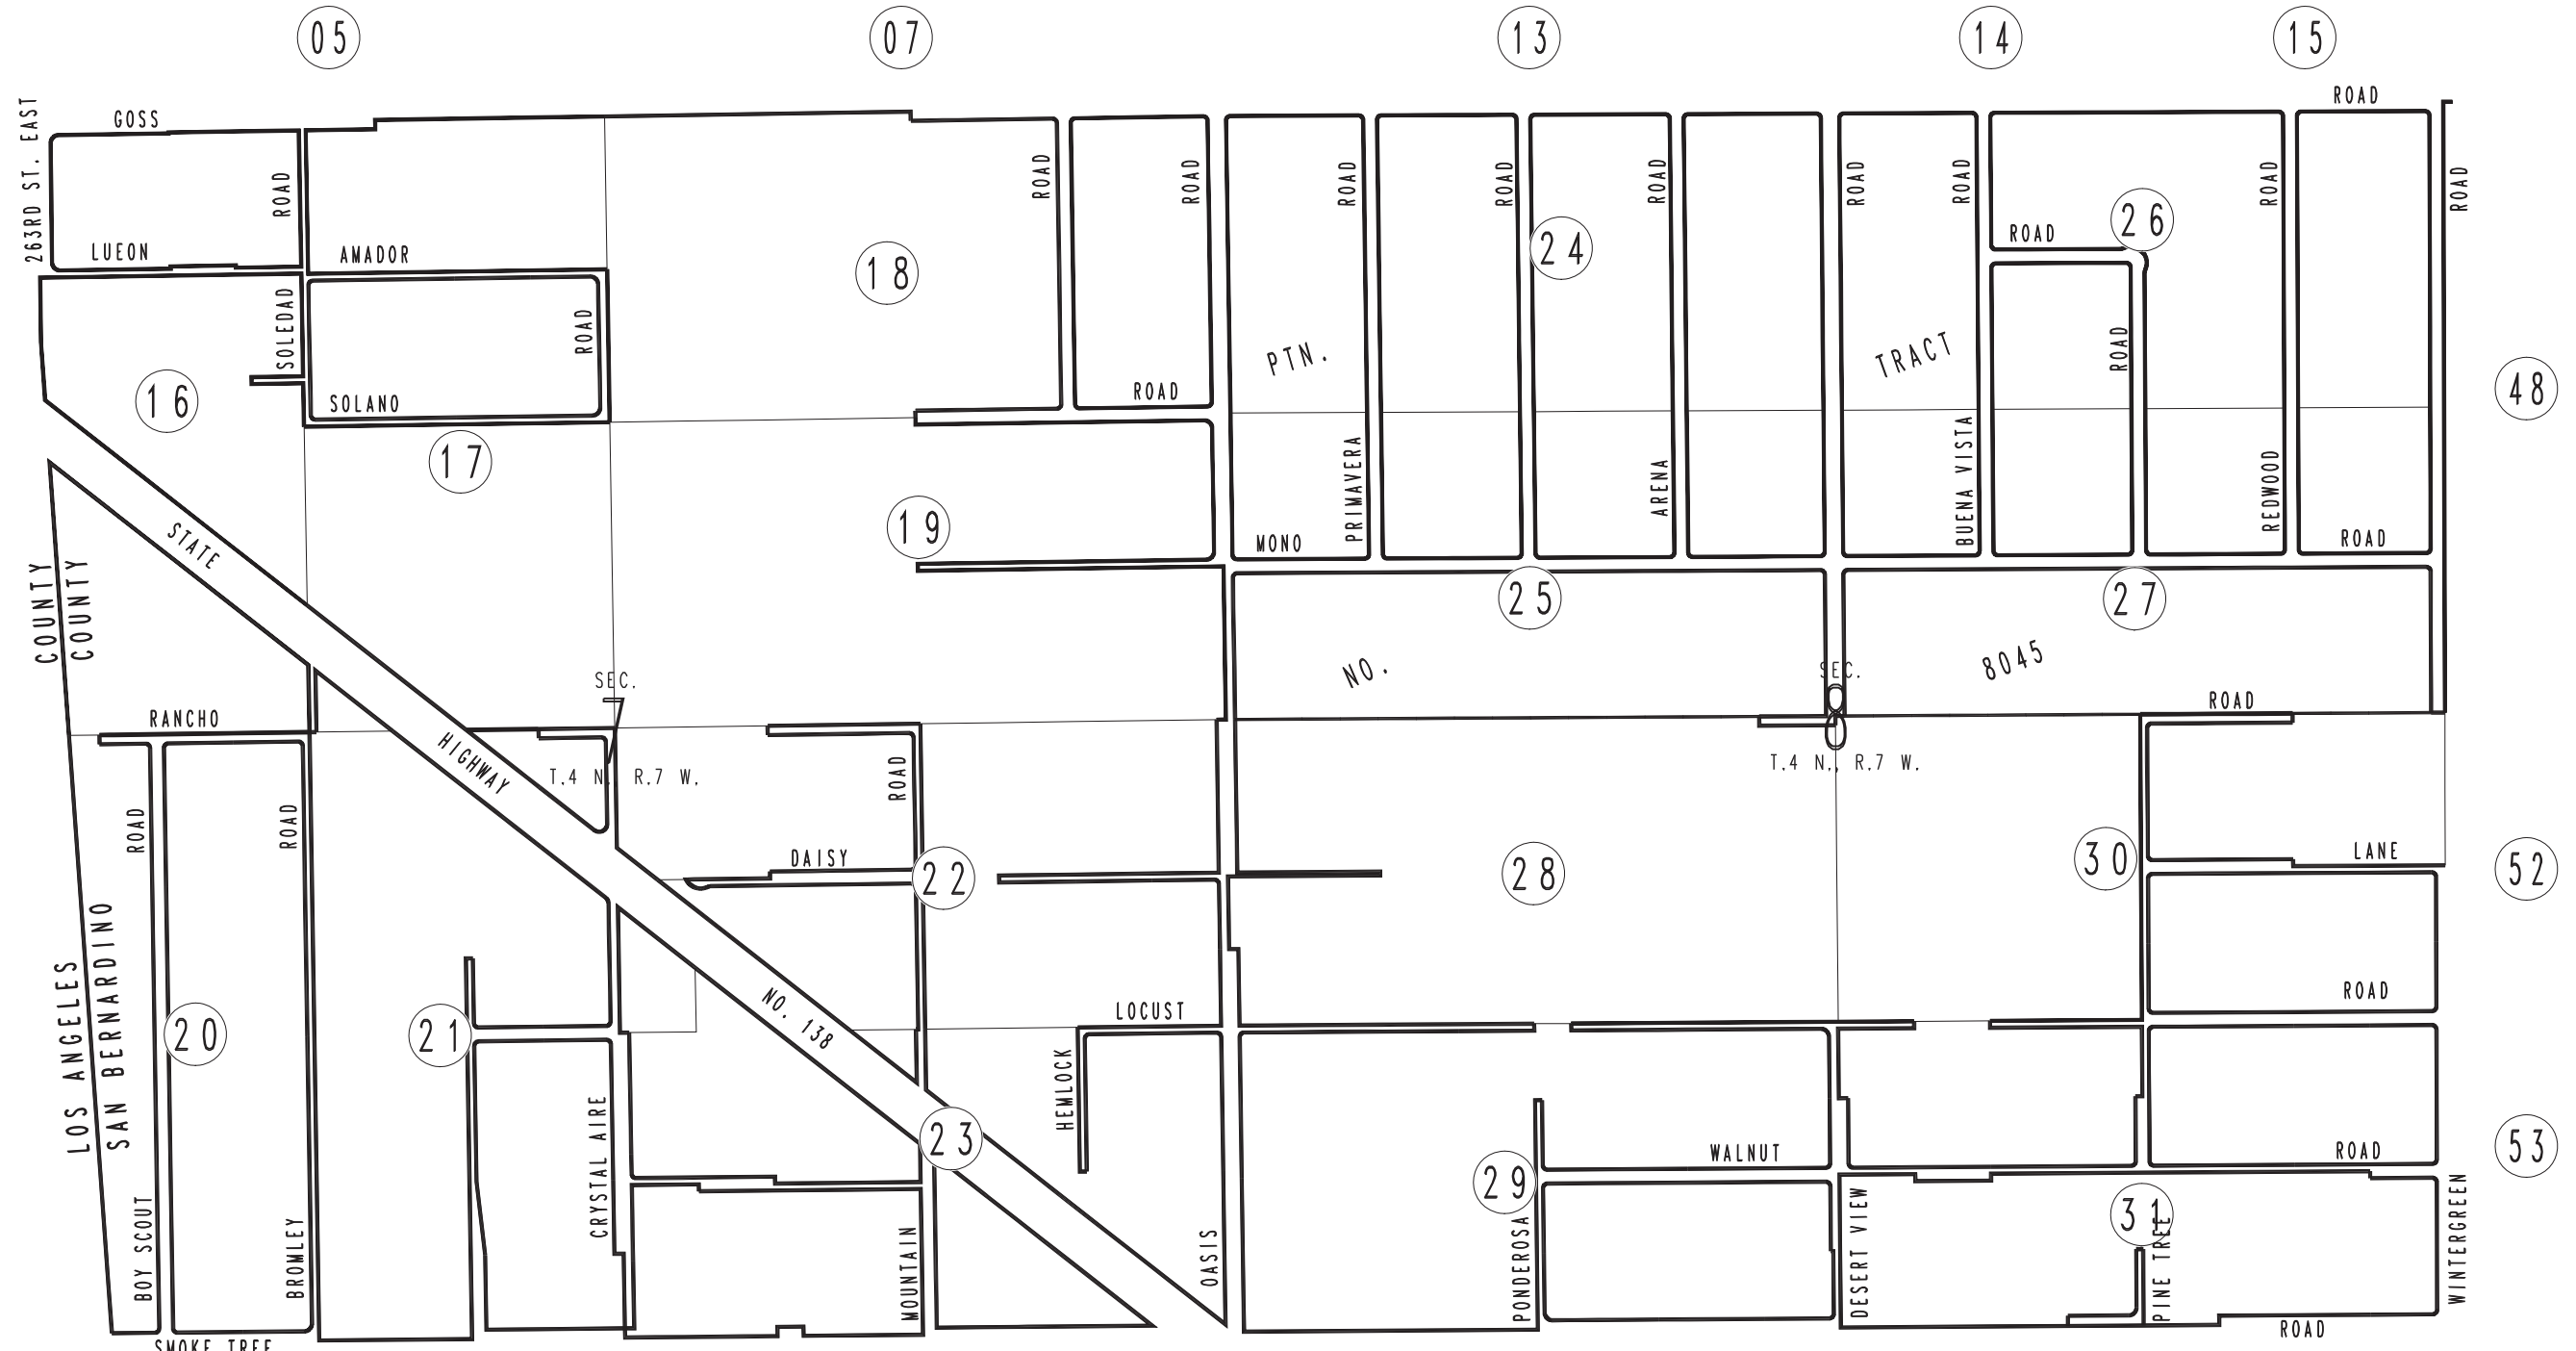 05 07 13 14 15
GOSS ROAD
263RD ST. EAST
ROAD
ROAD
ROAD
ROAD
ROAD
ROAD
ROAD
ROAD
ROAD
ROAD
26
ROAD
24
LUEON
AMADOR
18
SOLEDAD
ROAD
ROAD
PTN.
TRACT
16
SOLANO
ROAD
48
17
PRIMAVERA
ARENA
BUENA VISTA
REDWOOD
19
STATE
MONO
ROAD
COUNTY
COUNTY
25
27
NO.
8045
SEC.
7
T.4 N., R.7 W.
SEC.
8
T.4 N., R.7 W.
RANCHO
ROAD
HIGHWAY
ROAD
ROAD
ROAD
DAISY
LANE
22
28
30
52
LOS ANGELES
SAN BERNARDINO
NO. 138
LOCUST
ROAD
20
21
HEMLOCK
CRYSTAL AIRE
23
WALNUT
ROAD
53
29
31
BOY SCOUT
BROMLEY
MOUNTAIN
OASIS
PONDEROSA
DESERT VIEW
PINE TREE
WINTERGREEN
SMOKE TREE
ROAD